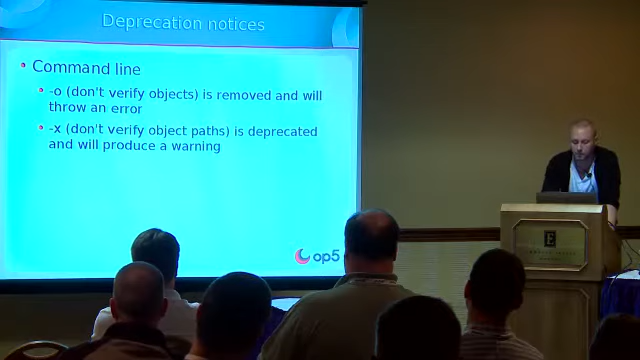 Deprecation notices
Command line
-o (don't verify objects) is removed and will
throw an error
-x (don't verify object paths) is deprecated
and will produce a warning
op5
E